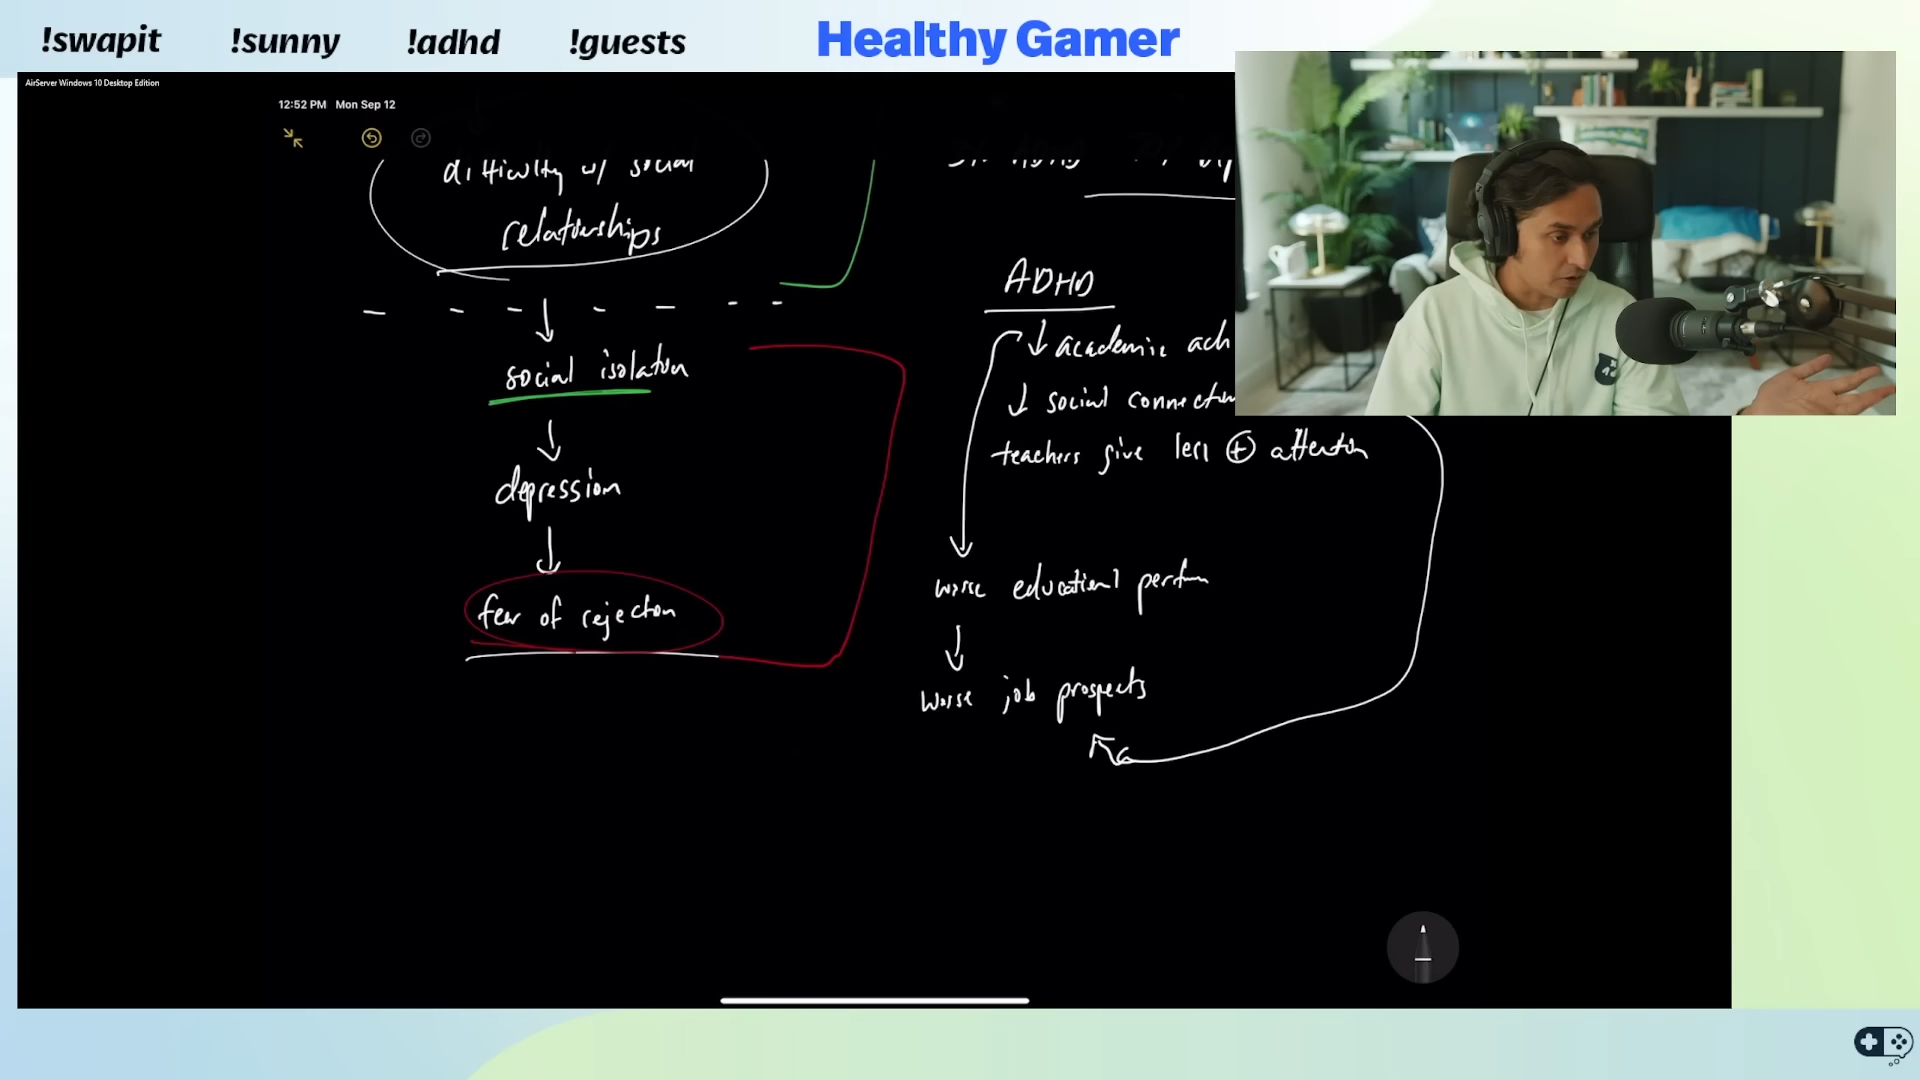 !swapit !sunny !adhd !guests Healthy Gamer
AirServer Windows 10 Desktop Edition
12:52 PM Mon Sep 12
difficulty w/ social
relationships
social isolation
depression
fear of rejection
ADHD
ADHD
↓ academic ach
↓ social connection
teachers give less ⊕ attention
worse educational perfm
↓
worse job prospects